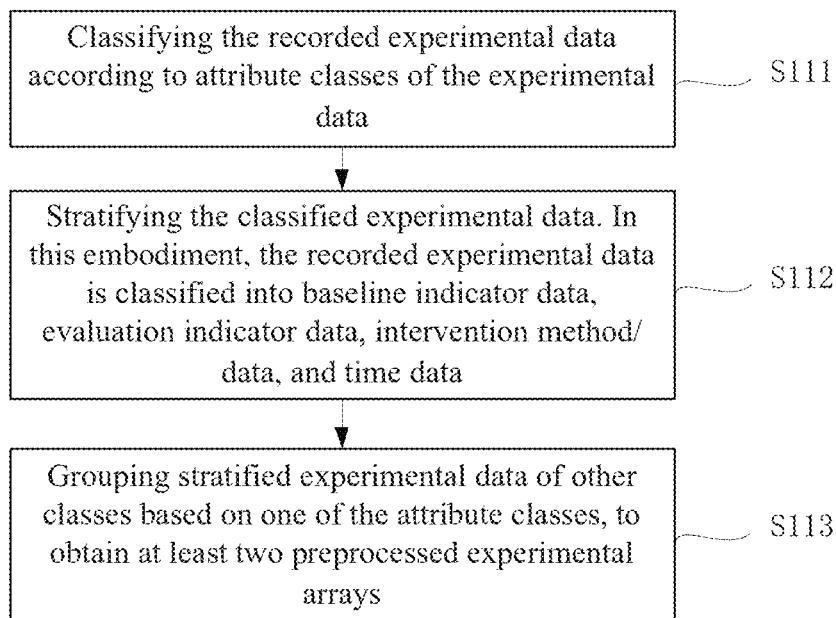 Classifying the recorded experimental data
according to attribute classes of the experimental
data
S111
Stratifying the classified experimental data. In
this embodiment, the recorded experimental data
is classified into baseline indicator data,
evaluation indicator data, intervention method/
data, and time data
S112
Grouping stratified experimental data of other
classes based on one of the attribute classes, to
obtain at least two preprocessed experimental
arrays
S113